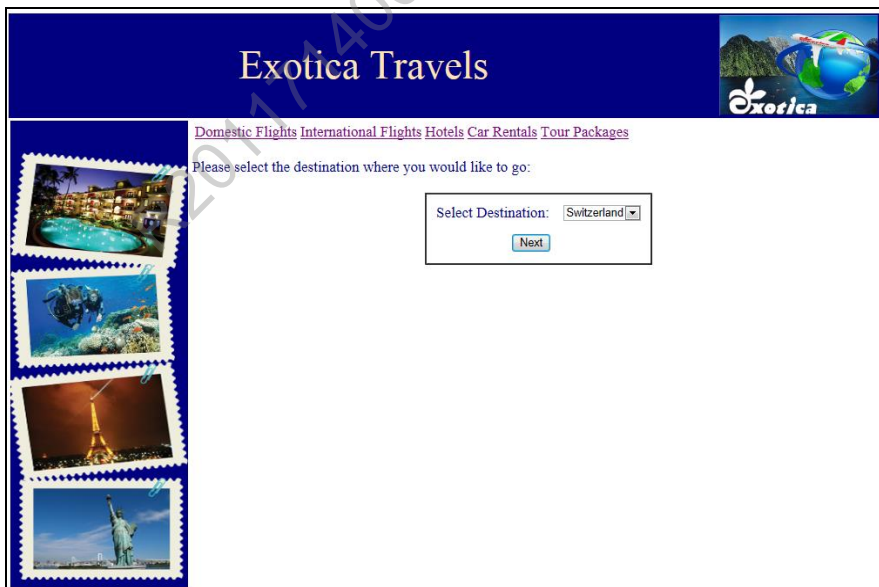 Exotica Travels
Exotica
Domestic Flights International Flights Hotels Car Rentals Tour Packages
Please select the destination where you would like to go:
Select Destination: Switzerland
Next